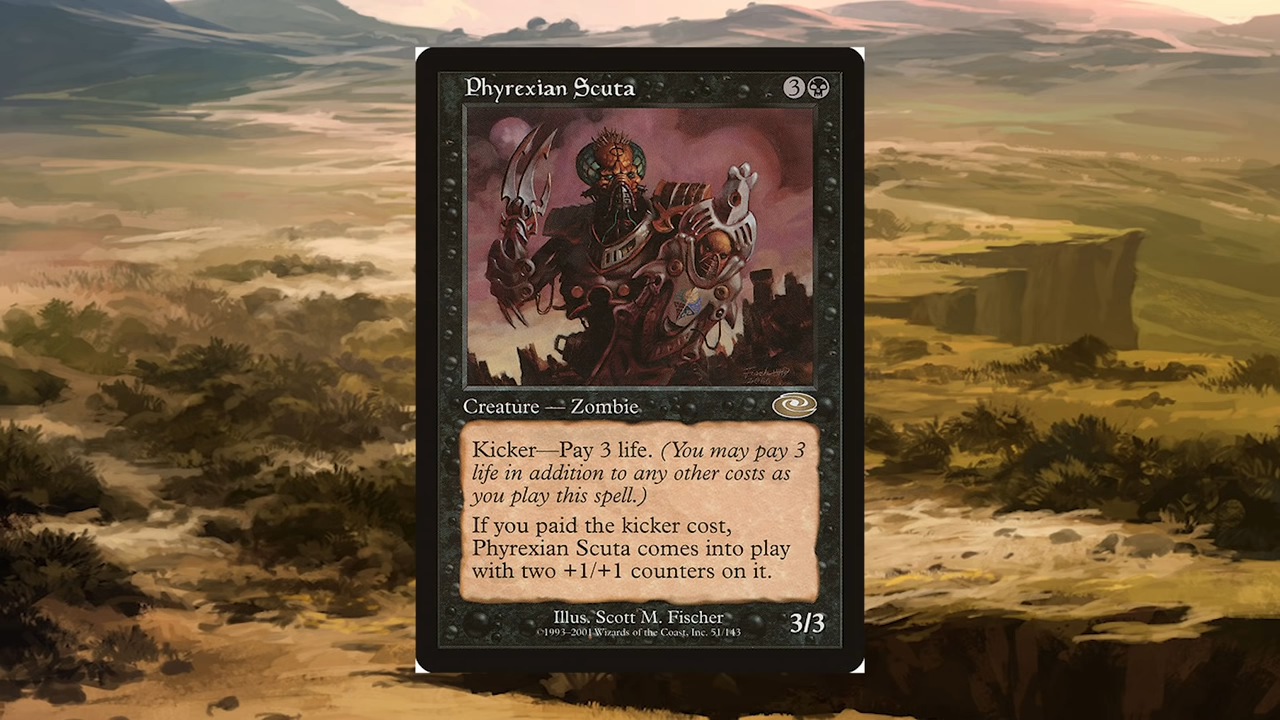 Phyrexian Scuta 3
Creature — Zombie
Kicker—Pay 3 life. (You may pay 3
life in addition to any other costs as
you play this spell.)
If you paid the kicker cost,
Phyrexian Scuta comes into play
with two +1/+1 counters on it.
Illus. Scott M. Fischer
©1993–2001 Wizards of the Coast, Inc. 51/143
3/3